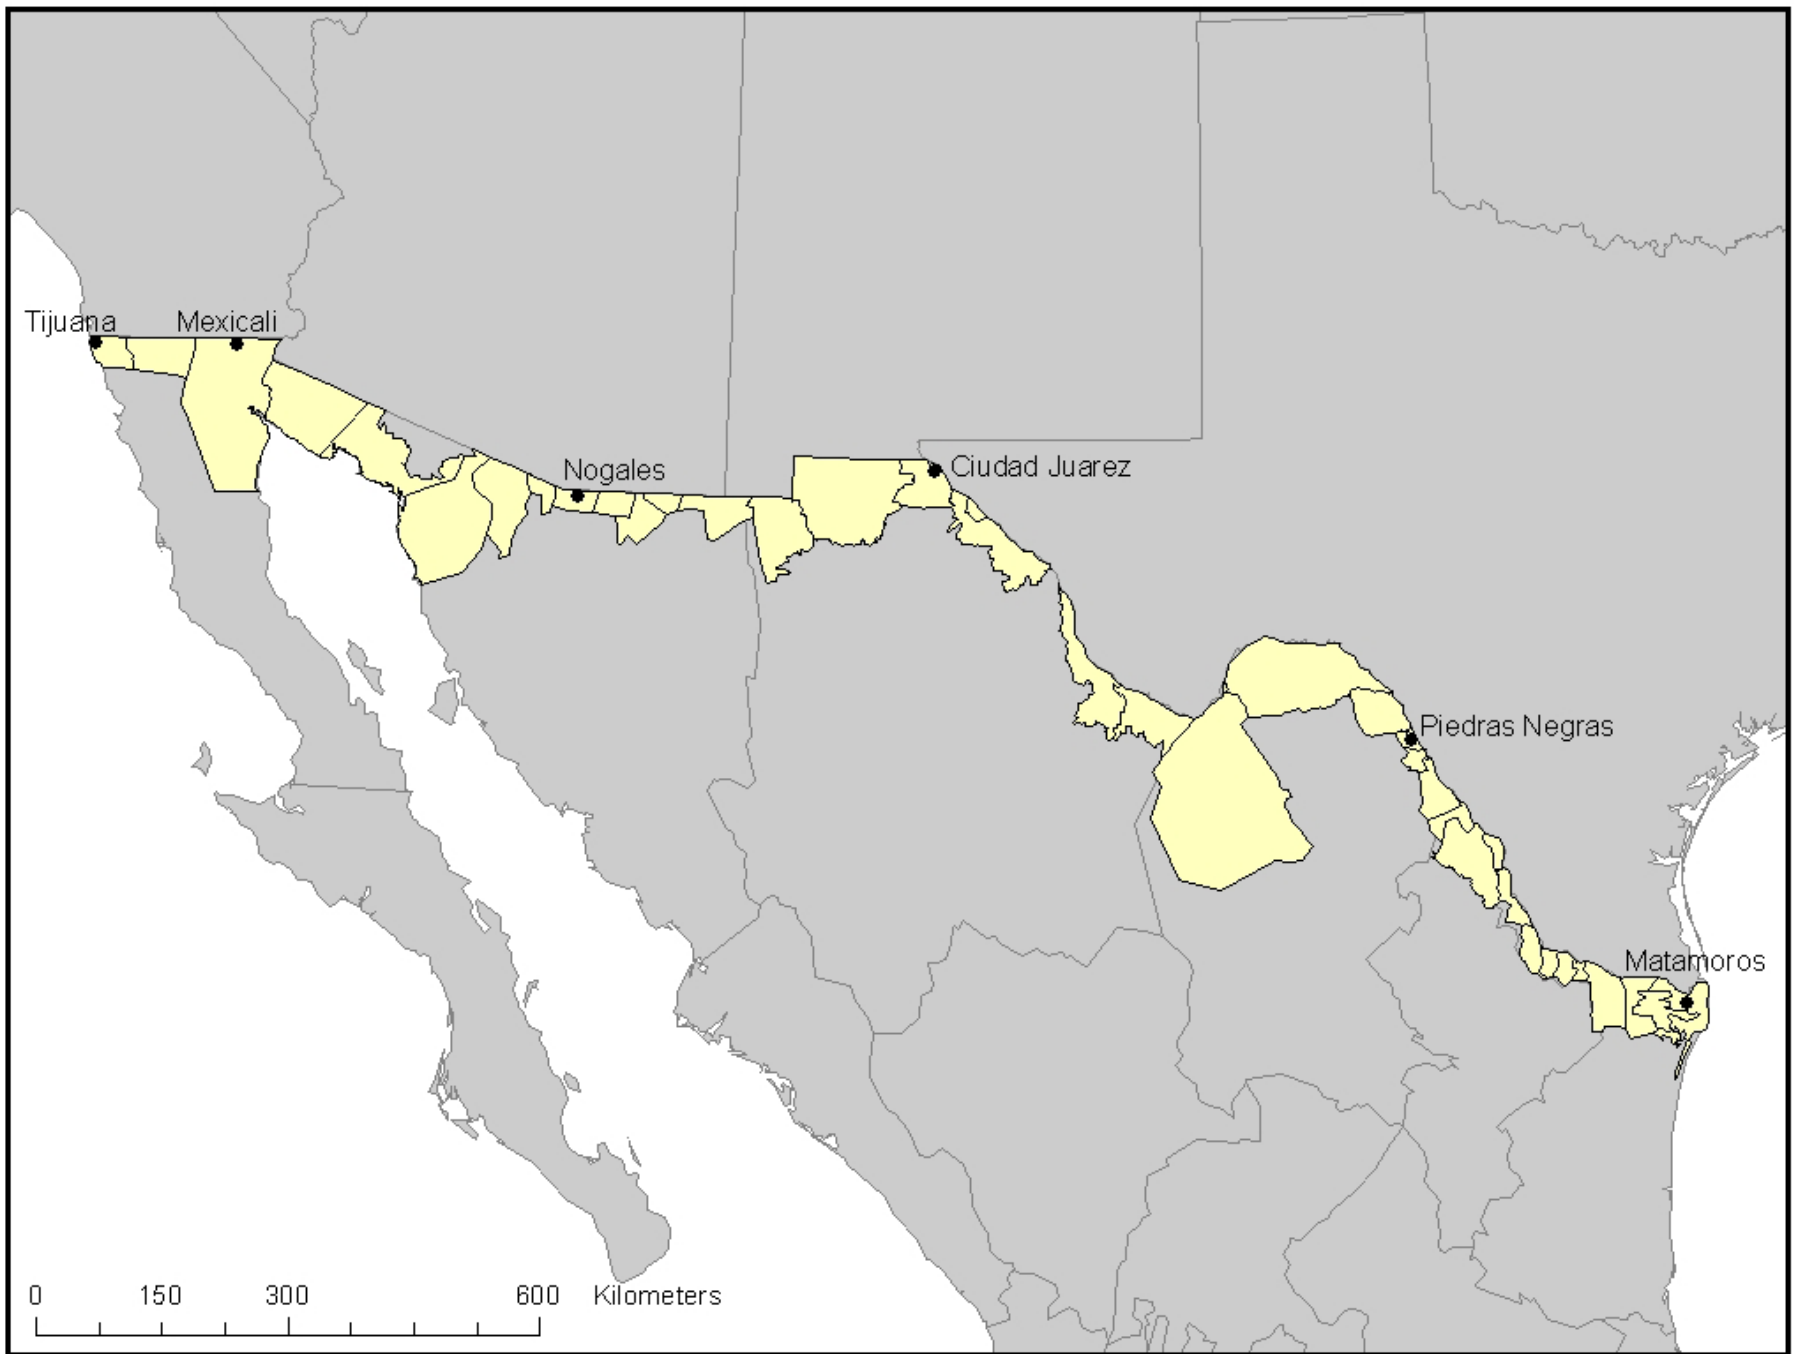 Tijuana
Mexicali
Nogales
Ciudad Juarez
Piedras Negras
Matamoros
0 150 300 600 Kilometers